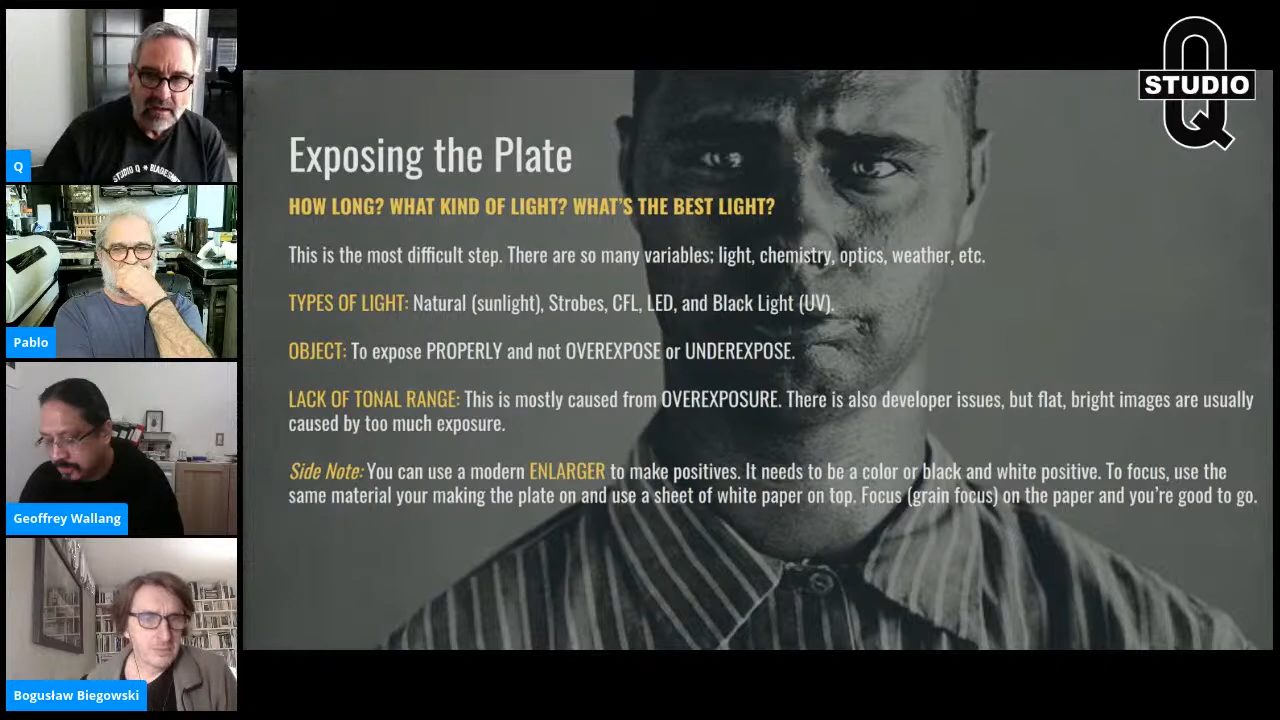 STUDIO
Q
STUDIO Q
Q
Pablo
Geoffrey Wallang
Bogusław Biegowski
Exposing the Plate
HOW LONG? WHAT KIND OF LIGHT? WHAT'S THE BEST LIGHT?
This is the most difficult step. There are so many variables; light, chemistry, optics, weather, etc.
TYPES OF LIGHT: Natural (sunlight), Strobes, CFL, LED, and Black Light (UV).
OBJECT: To expose PROPERLY and not OVEREXPOSE or UNDEREXPOSE.
LACK OF TONAL RANGE: This is mostly caused from OVEREXPOSURE. There is also developer issues, but flat, bright images are usually
caused by too much exposure.
Side Note: You can use a modern ENLARGER to make positives. It needs to be a color or black and white positive. To focus, use the
same material your making the plate on and use a sheet of white paper on top. Focus (grain focus) on the paper and you're good to go.